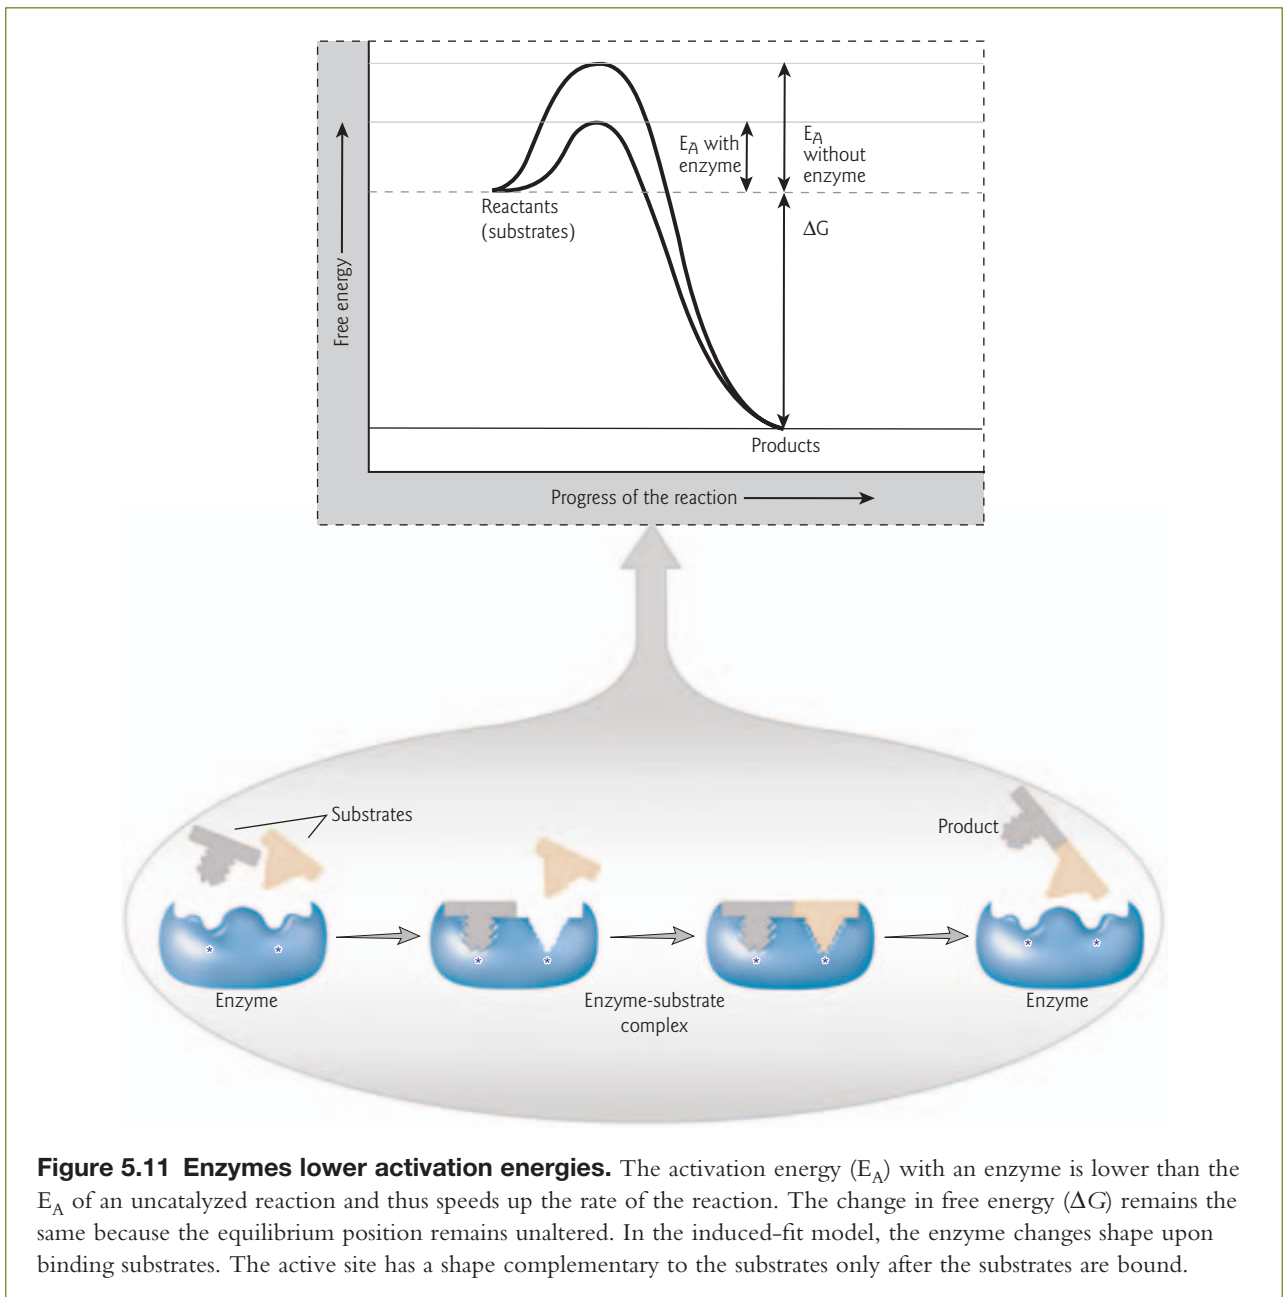 E_A with
enzyme
E_A
without
enzyme
Reactants
(substrates)
ΔG
Free energy
Products
Progress of the reaction
Substrates
Product
Enzyme
Enzyme-substrate
complex
Enzyme
Figure 5.11 Enzymes lower activation energies. The activation energy (E_A) with an enzyme is lower than the
E_A of an uncatalyzed reaction and thus speeds up the rate of the reaction. The change in free energy (ΔG) remains the
same because the equilibrium position remains unaltered. In the induced-fit model, the enzyme changes shape upon
binding substrates. The active site has a shape complementary to the substrates only after the substrates are bound.